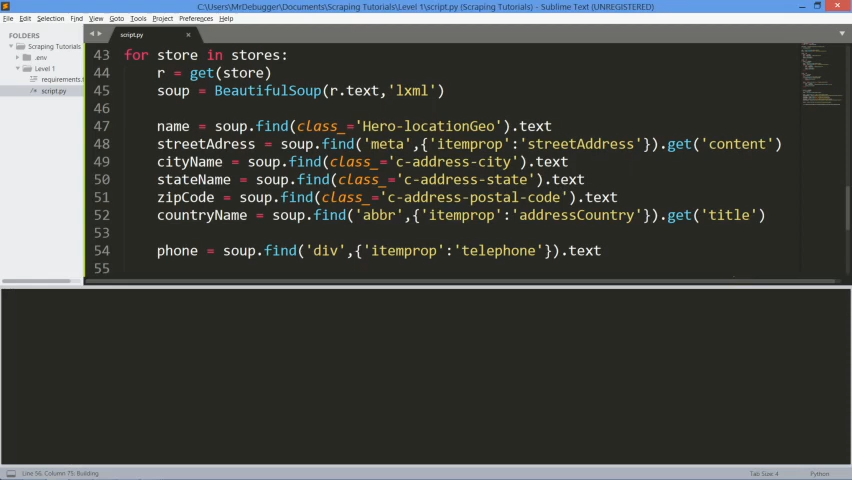 C:\Users\MrDebugger\Documents\Scraping Tutorials\Level 1\script.py (Scraping Tutorials) - Sublime Text (UNREGISTERED)
File Edit Selection Find View Goto Tools Project Preferences Help
FOLDERS
Scraping Tutorials
.env
Level 1
requirements.t
script.py
script.py
43 for store in stores:
44 r = get(store)
45 soup = BeautifulSoup(r.text,'lxml')
46
47 name = soup.find(class_='Hero-locationGeo').text
48 streetAdress = soup.find('meta',{'itemprop':'streetAddress'}).get('content')
49 cityName = soup.find(class_='c-address-city').text
50 stateName = soup.find(class_='c-address-state').text
51 zipCode = soup.find(class_='c-address-postal-code').text
52 countryName = soup.find('abbr',{'itemprop':'addressCountry'}).get('title')
53
54 phone = soup.find('div',{'itemprop':'telephone'}).text
55
Line 56, Column 75; Building
Tab Size: 4
Python